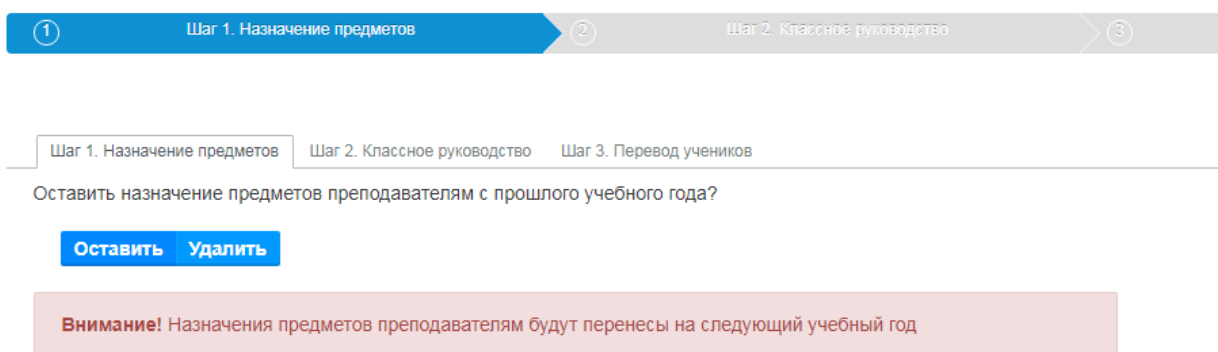 1 Шаг 1. Назначение предметов 2 Шаг 2. Классное руководство 3
Шаг 1. Назначение предметов Шаг 2. Классное руководство Шаг 3. Перевод учеников
Оставить назначение предметов преподавателям с прошлого учебного года?
Оставить Удалить
Внимание! Назначения предметов преподавателям будут перенесы на следующий учебный год